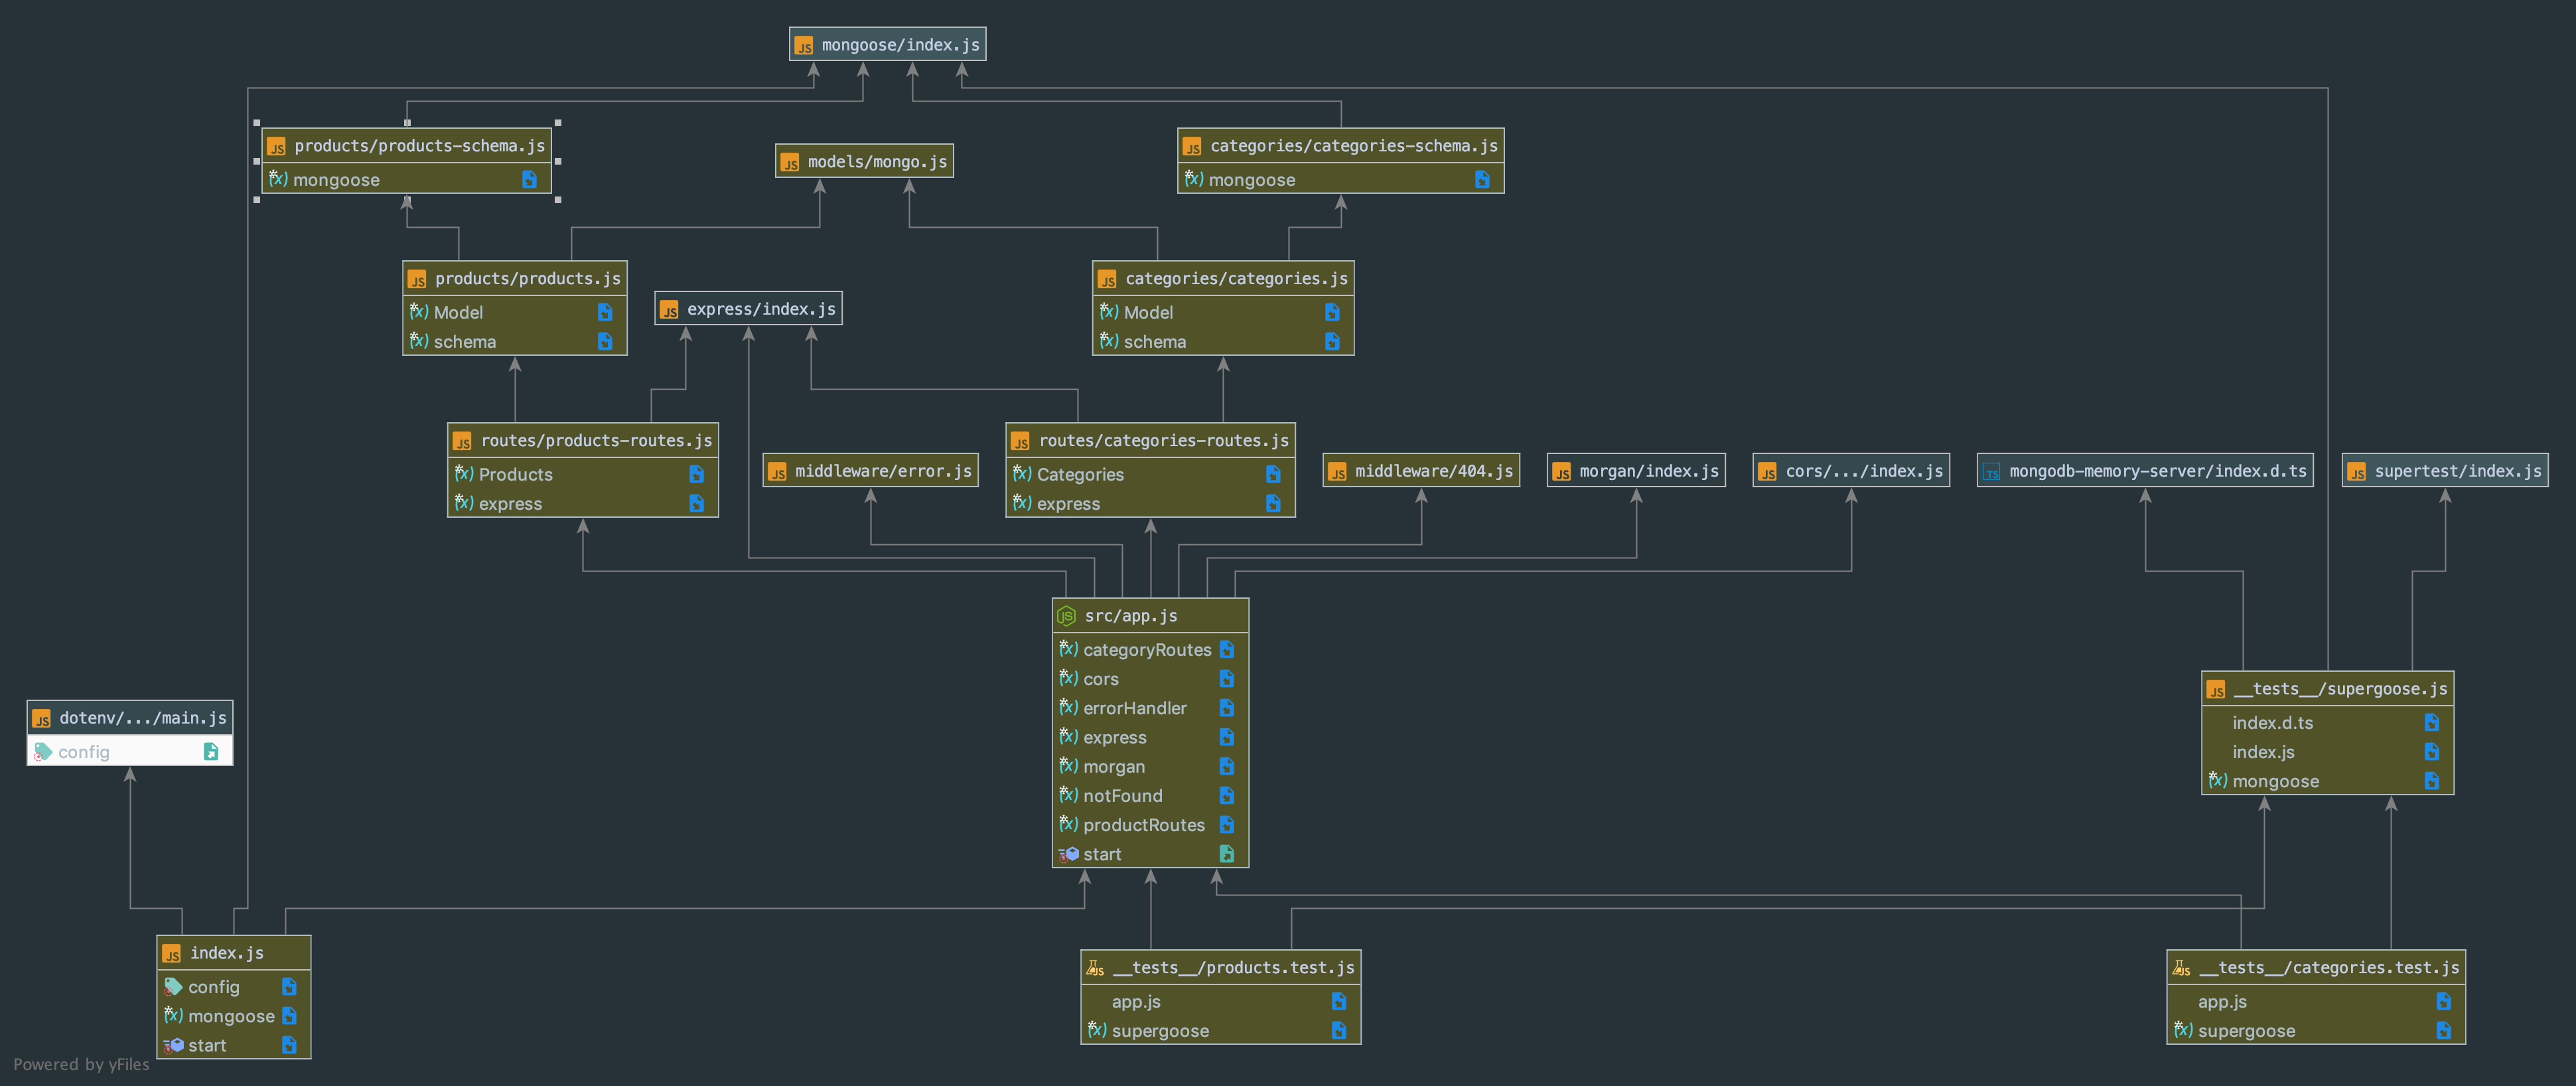 mongoose/index.js
products/products-schema.js
mongoose
models/mongo.js
categories/categories-schema.js
mongoose
products/products.js
Model
schema
express/index.js
categories/categories.js
Model
schema
routes/products-routes.js
Products
express
middleware/error.js
routes/categories-routes.js
Categories
express
middleware/404.js
morgan/index.js
cors/.../index.js
mongodb-memory-server/index.d.ts
supertest/index.js
src/app.js
categoryRoutes
cors
errorHandler
express
morgan
notFound
productRoutes
start
dotenv/.../main.js
config
__tests__/supergoose.js
index.d.ts
index.js
mongoose
index.js
config
mongoose
start
__tests__/products.test.js
app.js
supergoose
__tests__/categories.test.js
app.js
supergoose
Powered by yFiles